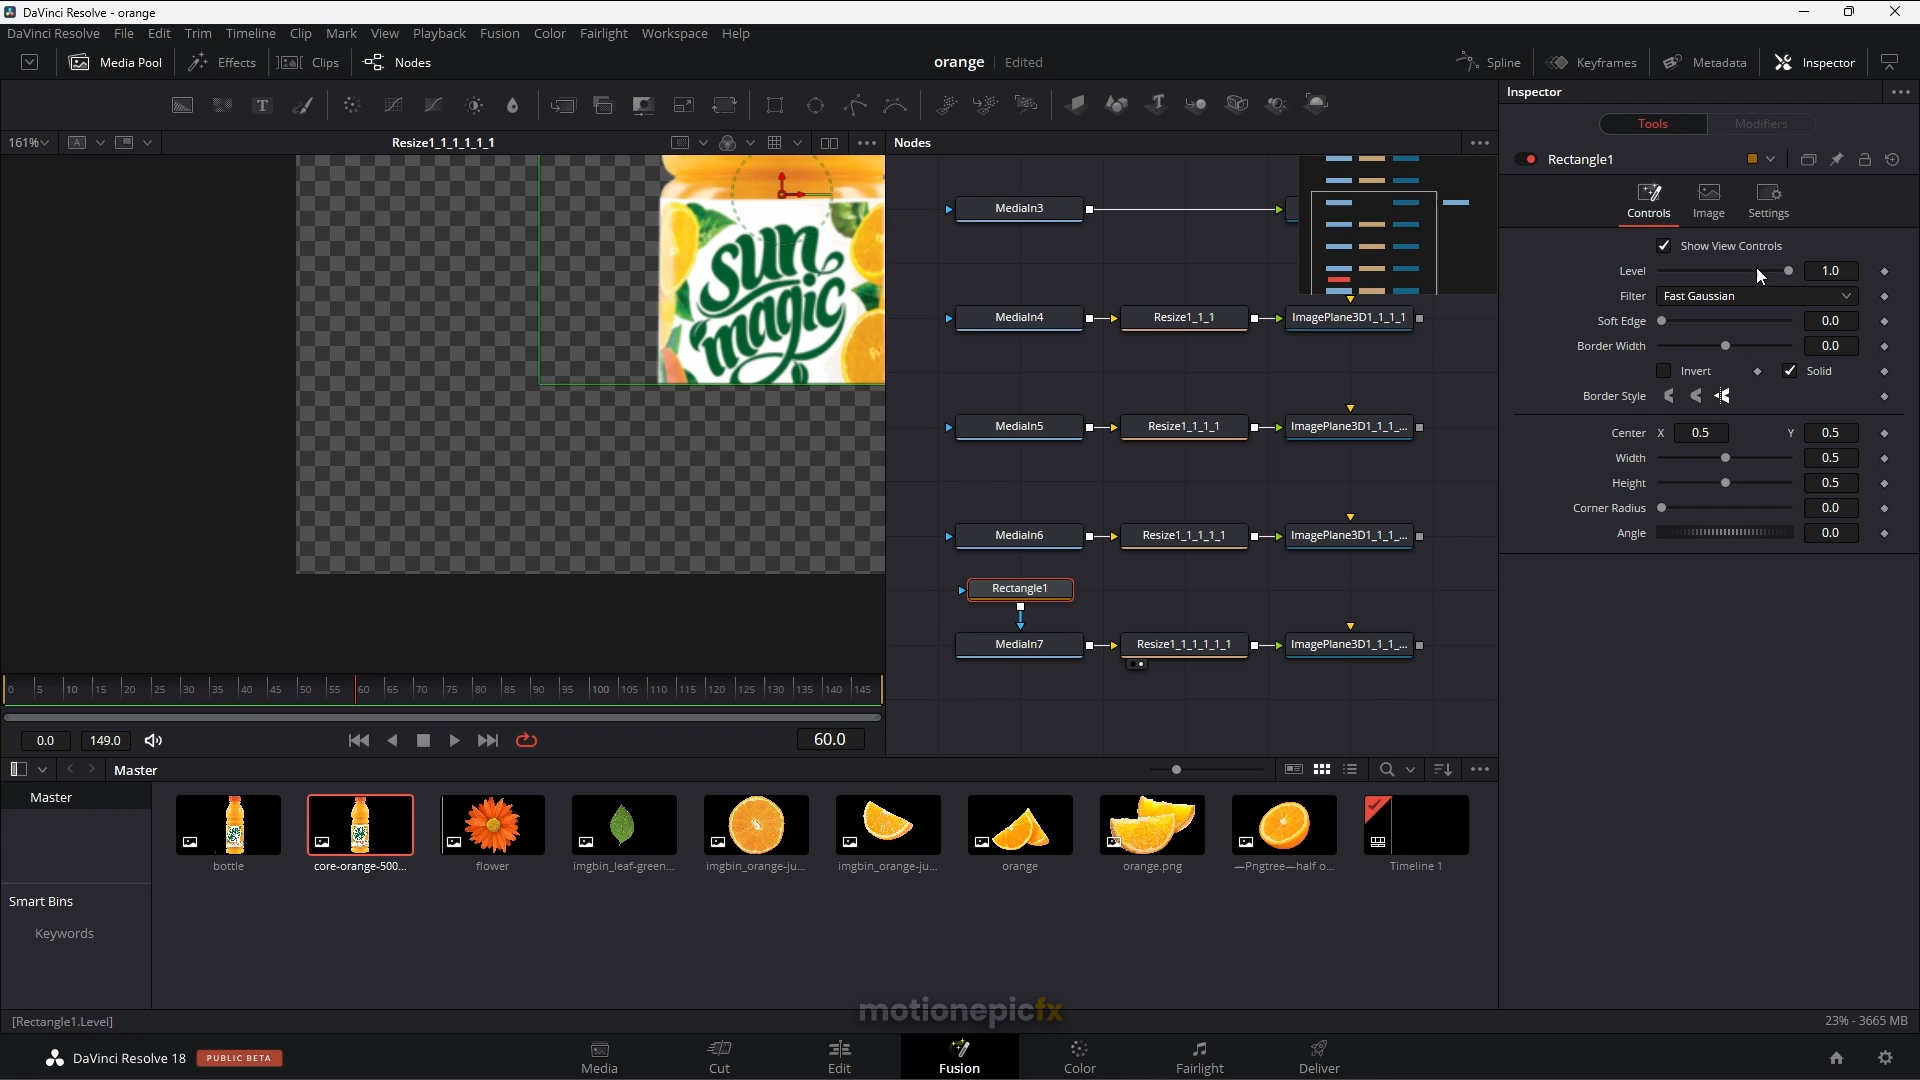 DaVinci Resolve - orange
DaVinci Resolve File Edit Trim Timeline Clip Mark View Playback Fusion Color Fairlight Workspace Help
Media Pool Effects Clips Nodes orange Edited Spline Keyframes Metadata Inspector
Inspector
Tools Modifiers
161% A Resize1_1_1_1_1_1 Nodes
Rectangle1
Controls Image Settings
Show View Controls
Level 1.0
Filter Fast Gaussian
Soft Edge 0.0
Border Width 0.0
Invert Solid
Border Style
Center X 0.5 Y 0.5
Width 0.5
Height 0.5
Corner Radius 0.0
Angle 0.0
sun
magic
MediaIn3
MediaIn4 Resize1_1_1 ImagePlane3D1_1_1_1
MediaIn5 Resize1_1_1_1 ImagePlane3D1_1_1_...
MediaIn6 Resize1_1_1_1_1 ImagePlane3D1_1_1_...
Rectangle1
MediaIn7 Resize1_1_1_1_1_1 ImagePlane3D1_1_1_...
0 5 10 15 20 25 30 35 40 45 50 55 60 65 70 75 80 85 90 95 100 105 110 115 120 125 130 135 140 145
0.0 149.0 60.0
Master
Master
bottle core-orange-500... flower imgbin_leaf-green... imgbin_orange-ju... imgbin_orange-ju... orange orange.png —Pngtree—half o... Timeline 1
Smart Bins
Keywords
motionepicfx
[Rectangle1.Level] 23% - 3665 MB
DaVinci Resolve 18 PUBLIC BETA Media Cut Edit Fusion Color Fairlight Deliver